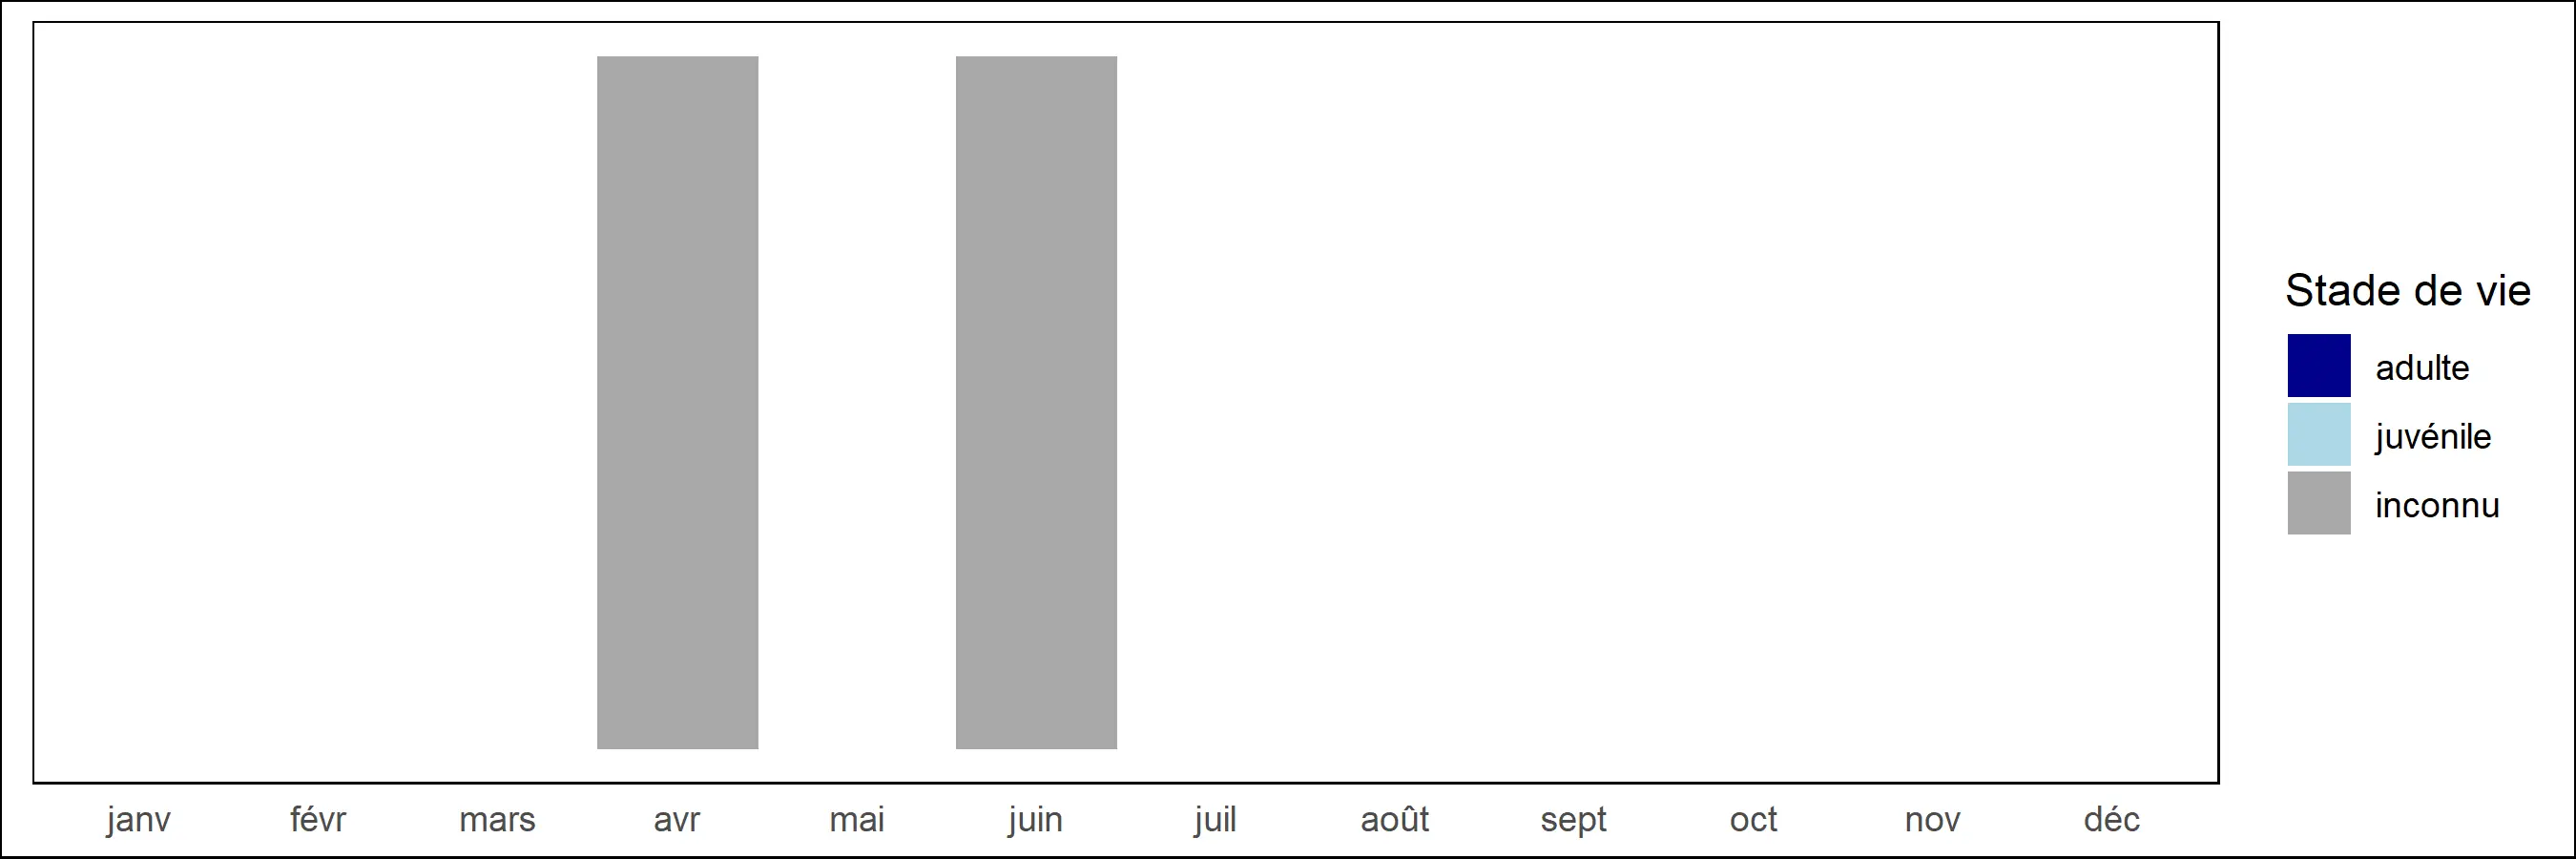 Stade de vie
adulte
juvénile
inconnu
janv févr mars avr mai juin juil août sept oct nov déc